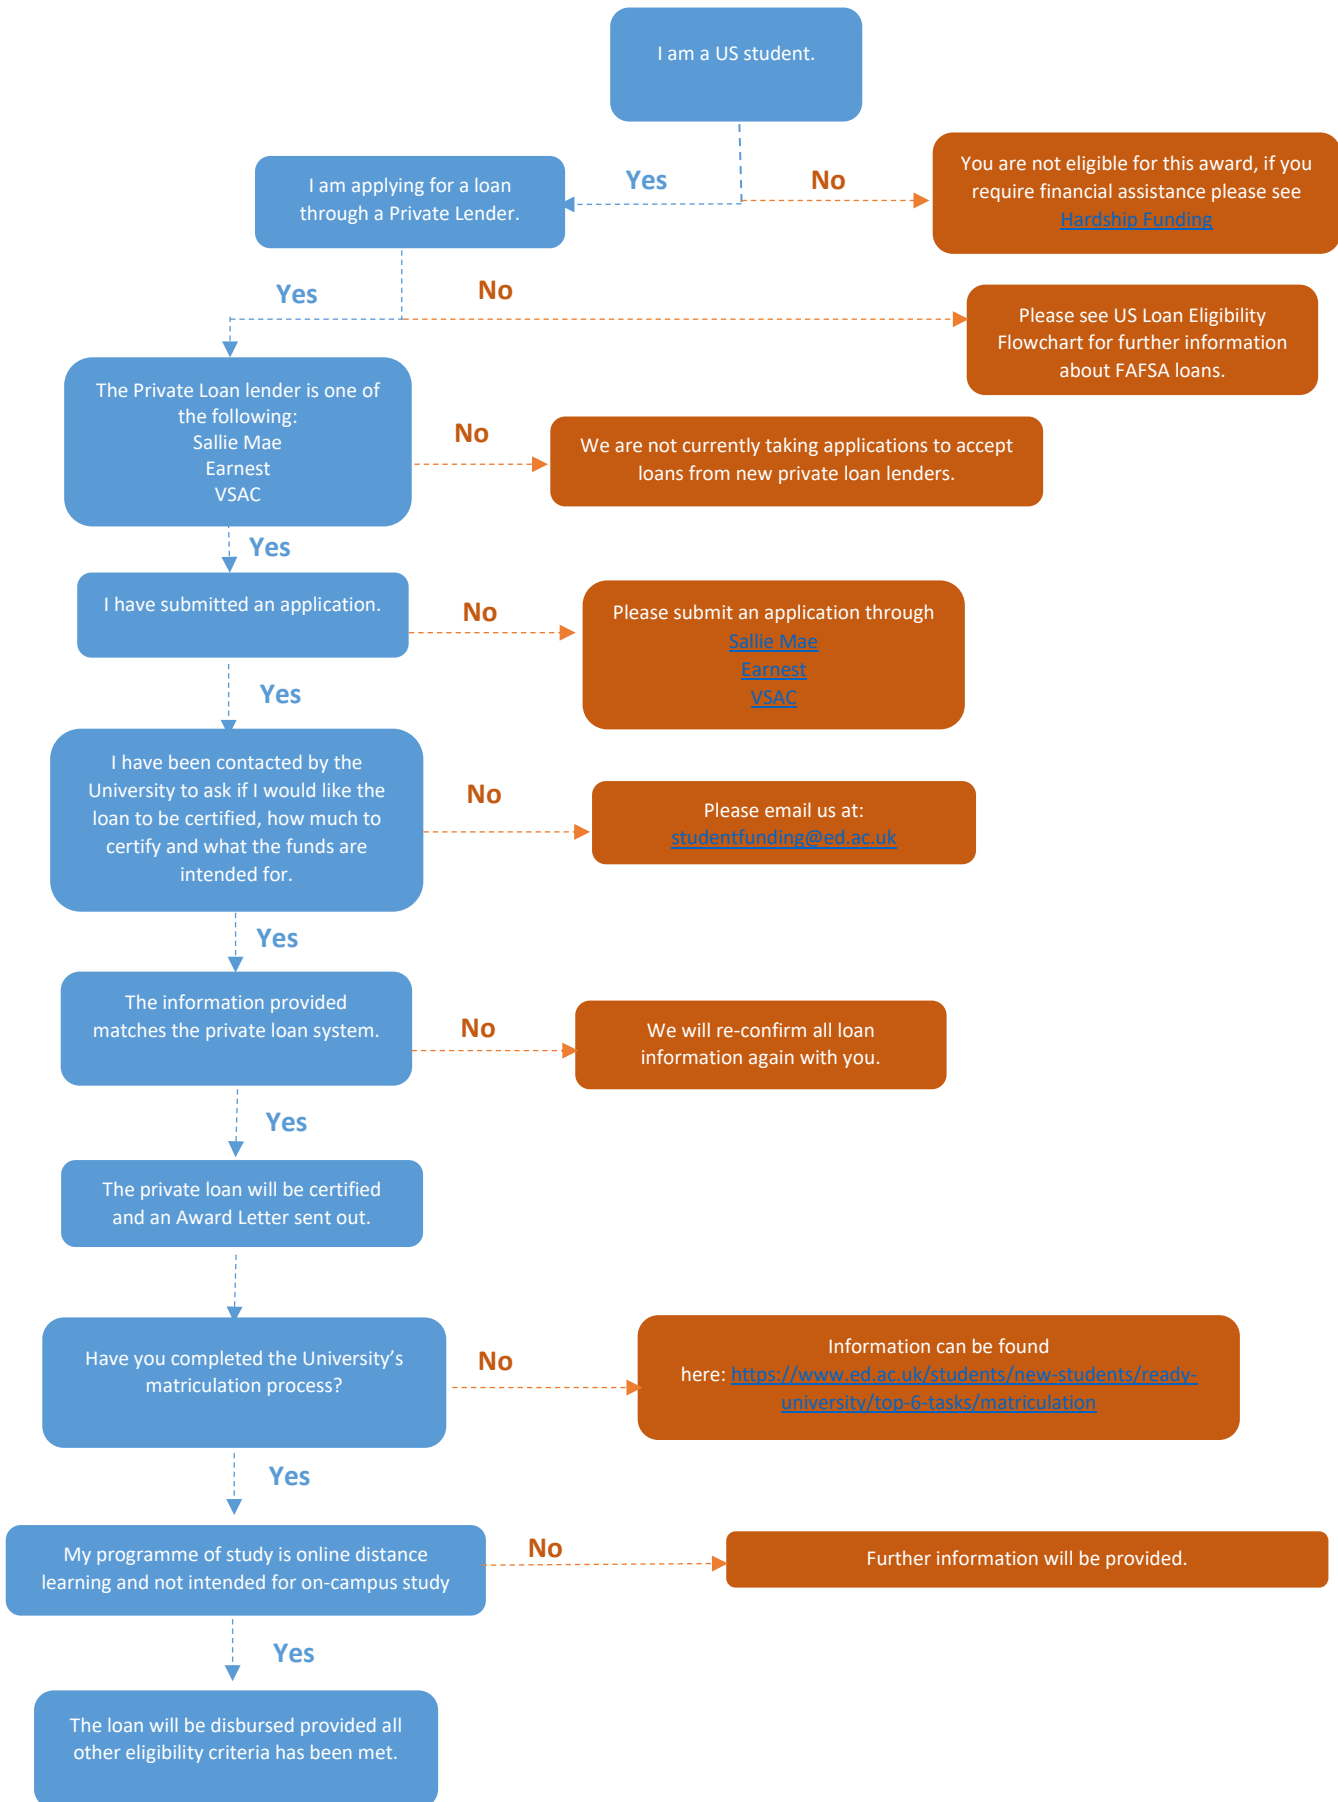 I am a US student.
Yes
No
You are not eligible for this award, if you
require financial assistance please see
Hardship Funding
I am applying for a loan
through a Private Lender.
Yes
No
Please see US Loan Eligibility
Flowchart for further information
about FAFSA loans.
The Private Loan lender is one of
the following:
Sallie Mae
Earnest
VSAC
No
We are not currently taking applications to accept
loans from new private loan lenders.
Yes
I have submitted an application.
No
Please submit an application through
Sallie Mae
Earnest
VSAC
Yes
I have been contacted by the
University to ask if I would like the
loan to be certified, how much to
certify and what the funds are
intended for.
No
Please email us at:
studentfunding@ed.ac.uk
Yes
The information provided
matches the private loan system.
No
We will re-confirm all loan
information again with you.
Yes
The private loan will be certified
and an Award Letter sent out.
Have you completed the University’s
matriculation process?
No
Information can be found
here: https://www.ed.ac.uk/students/new-students/ready-
university/top-6-tasks/matriculation
Yes
My programme of study is online distance
learning and not intended for on-campus study
No
Further information will be provided.
Yes
The loan will be disbursed provided all
other eligibility criteria has been met.